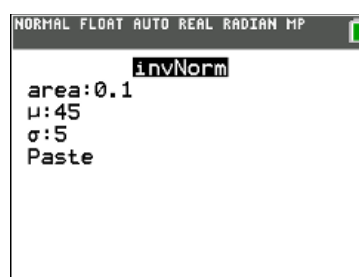 NORMAL FLOAT AUTO REAL RADIAN MP
invNorm
area:0.1
μ:45
σ:5
Paste